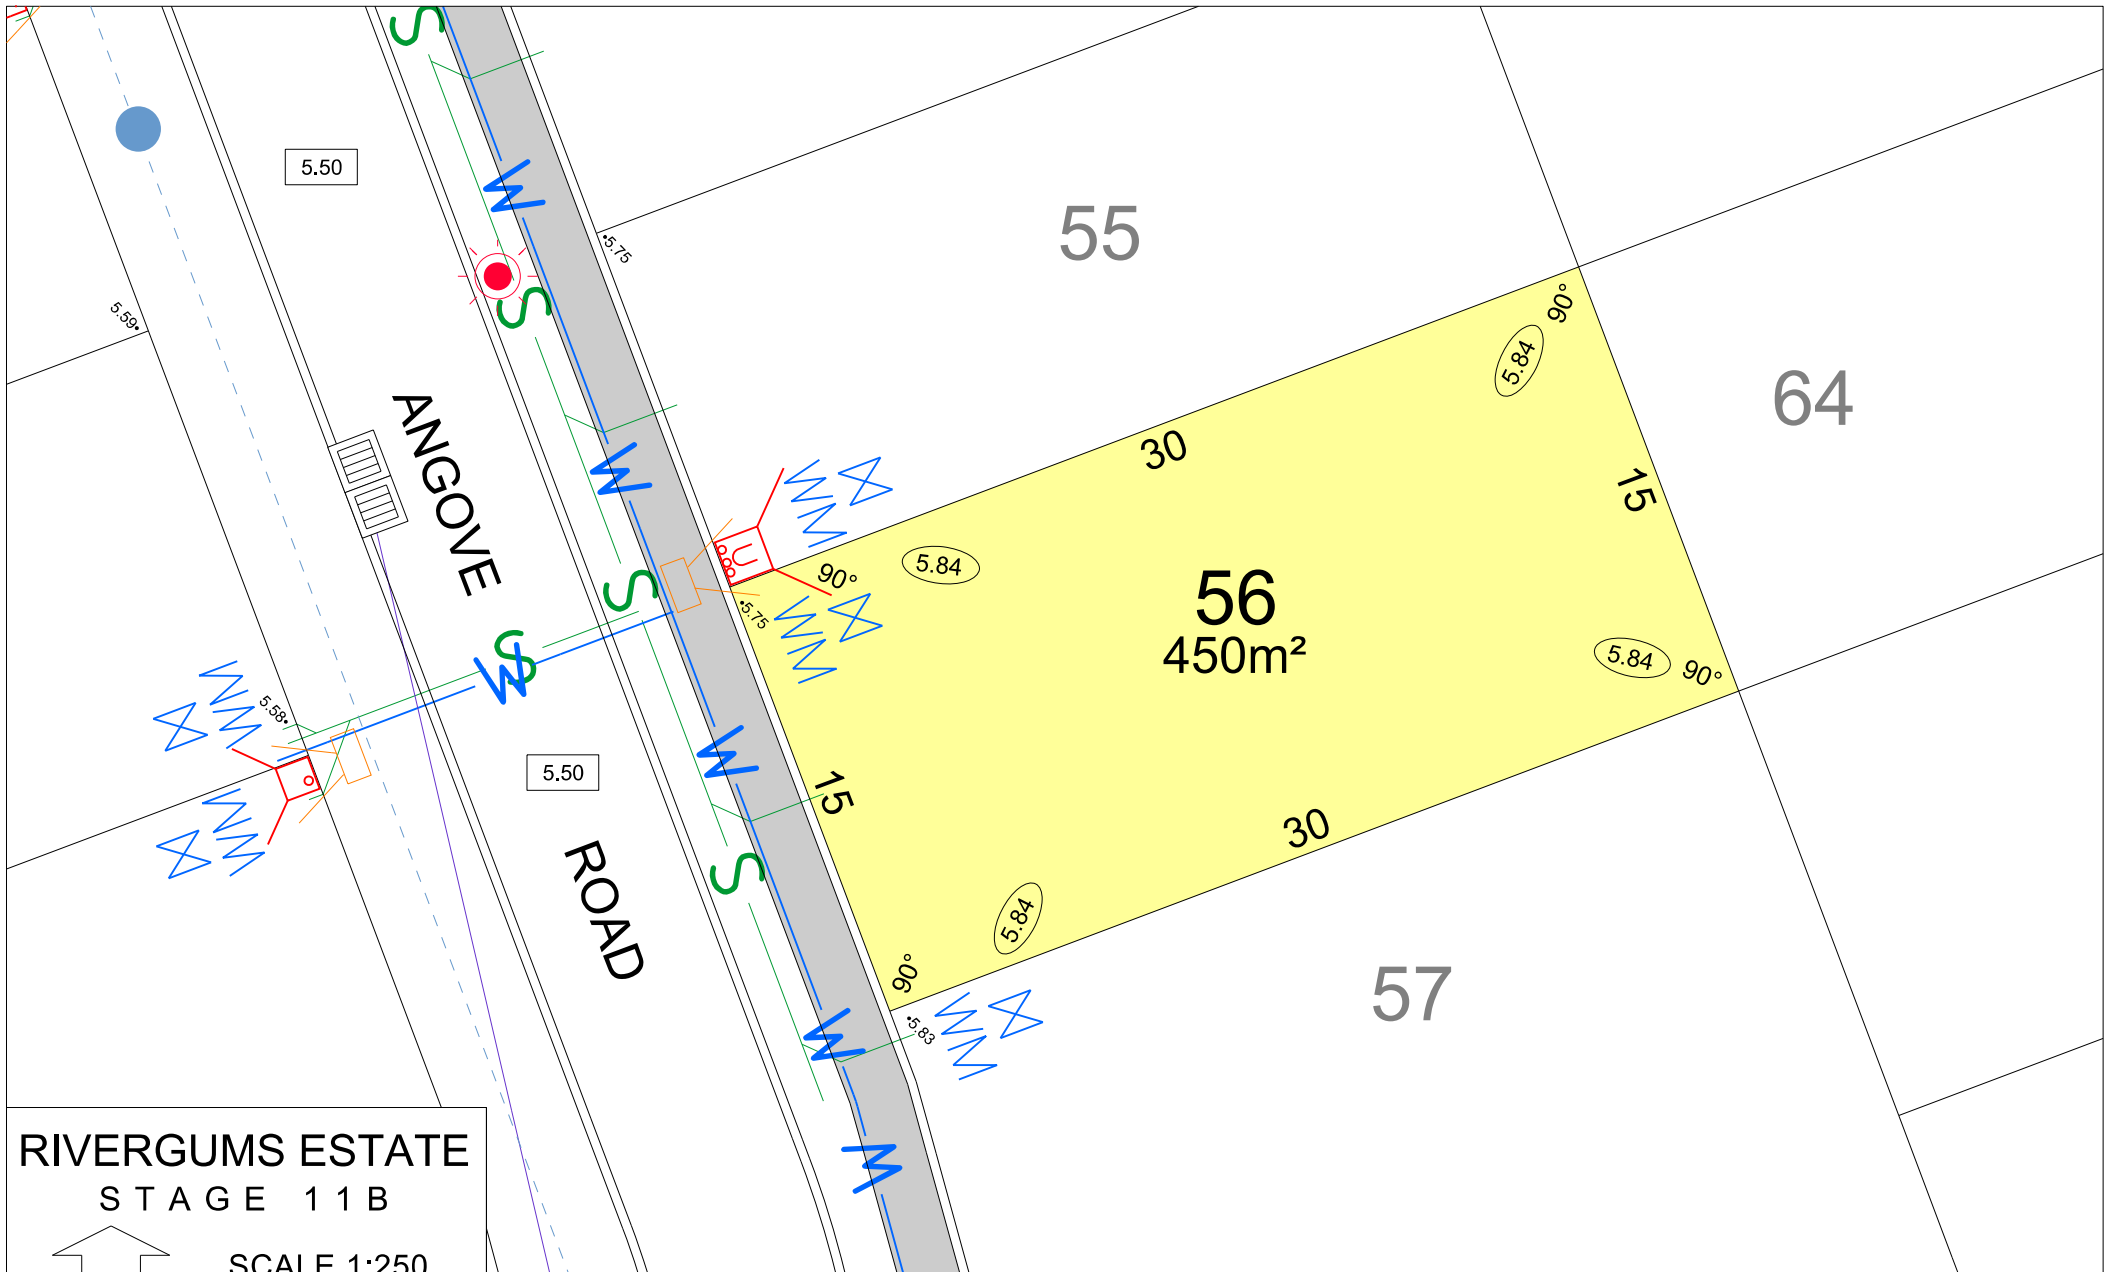 S
5.50
W
55
•5.75
S
90°
5.84
5.59•
64
ANGOVE
30
15
W
U
90°
5.84
56
450m²
S
•5.75
S
W
5.84
90°
5.58•
5.50
W
15
30
S
ROAD
5.84
90°
57
•5.83
W
W
RIVERGUMS ESTATE
STAGE 11B
SCALE 1:250